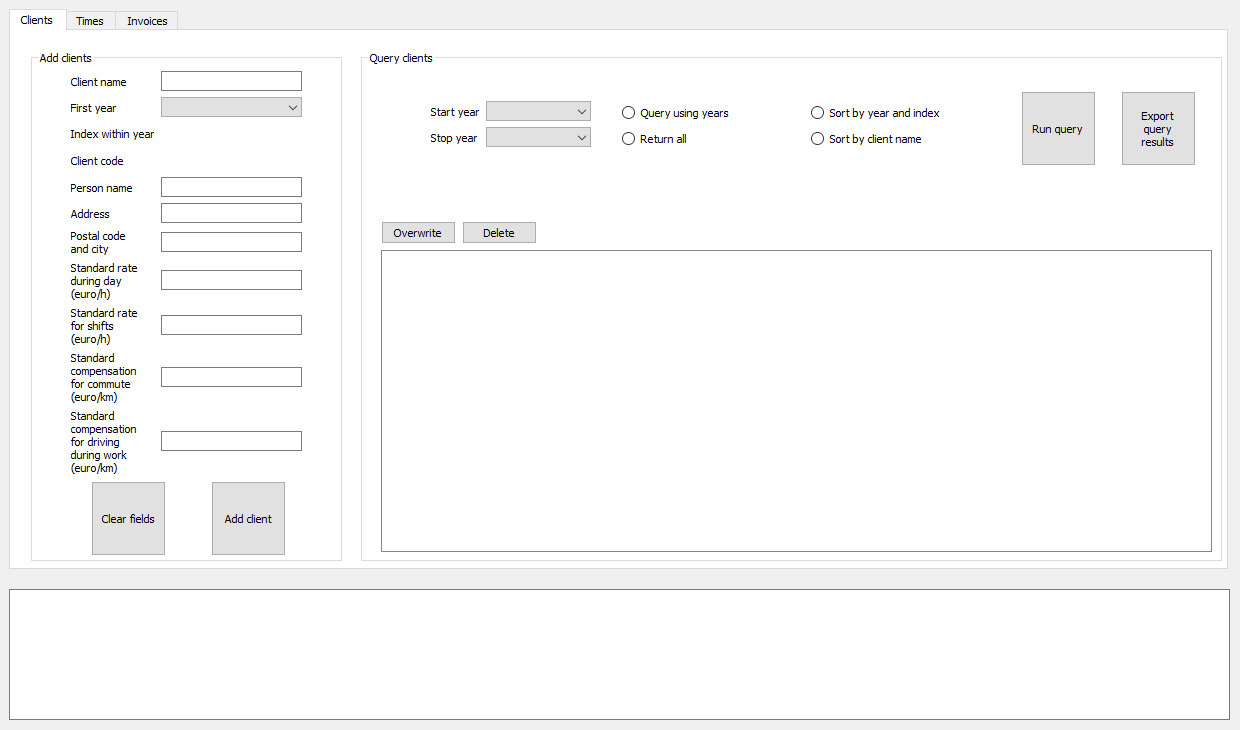 Clients
Times
Invoices
Add clients
Client name
First year
Index within year
Client code
Person name
Address
Postal code
and city
Standard rate
during day
(euro/h)
Standard rate
for shifts
(euro/h)
Standard
compensation
for commute
(euro/km)
Standard
compensation
for driving
during work
(euro/km)
Clear fields
Add client
Query clients
Start year
Query using years
Sort by year and index
Stop year
Return all
Sort by client name
Run query
Export
query
results
Overwrite
Delete